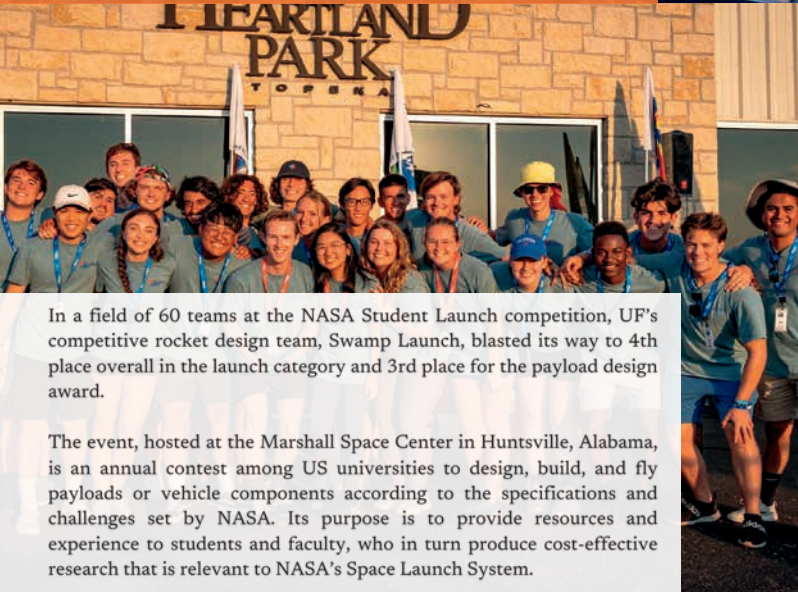 HEARTLAND
PARK
TOPEKA
In a field of 60 teams at the NASA Student Launch competition, UF's
competitive rocket design team, Swamp Launch, blasted its way to 4th
place overall in the launch category and 3rd place for the payload design
award.
The event, hosted at the Marshall Space Center in Huntsville, Alabama,
is an annual contest among US universities to design, build, and fly
payloads or vehicle components according to the specifications and
challenges set by NASA. Its purpose is to provide resources and
experience to students and faculty, who in turn produce cost-effective
research that is relevant to NASA's Space Launch System.